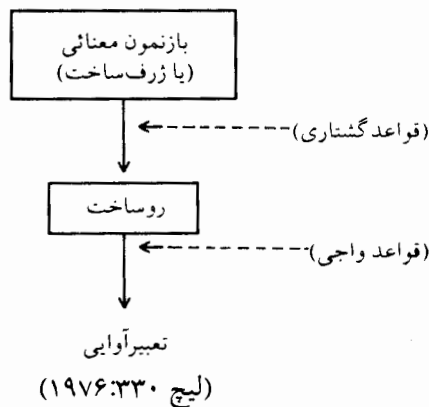 بازنمون معنائی
(یا ژرف‌ساخت)
(قواعد گشتاری)
روساخت
(قواعد واجی)
تعبیرآوایی
(لیچ ۱۹۷۶:۳۳۰)